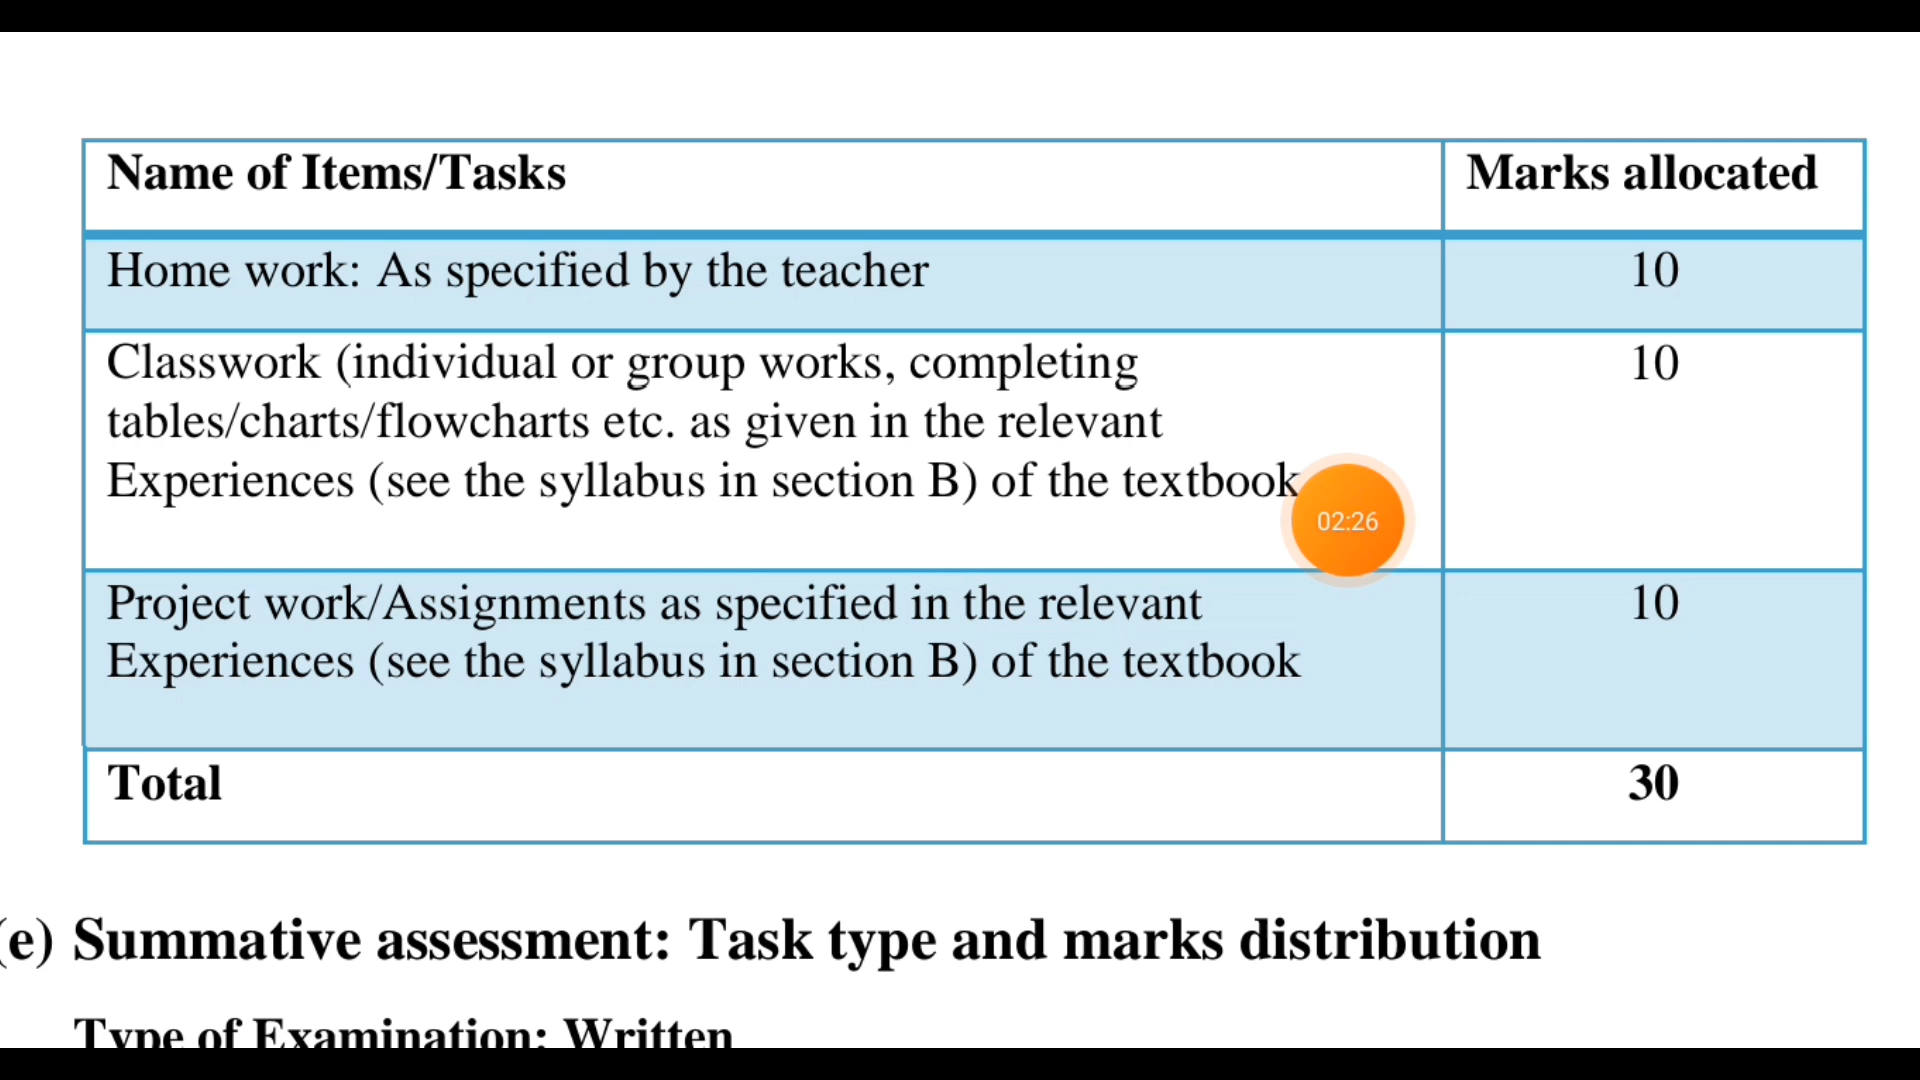 Name of Items/Tasks Marks allocated
Home work: As specified by the teacher 10
Classwork (individual or group works, completing 10
tables/charts/flowcharts etc. as given in the relevant
Experiences (see the syllabus in section B) of the textbook
02:26
Project work/Assignments as specified in the relevant 10
Experiences (see the syllabus in section B) of the textbook
Total 30
(e) Summative assessment: Task type and marks distribution
Type of Examination: Written